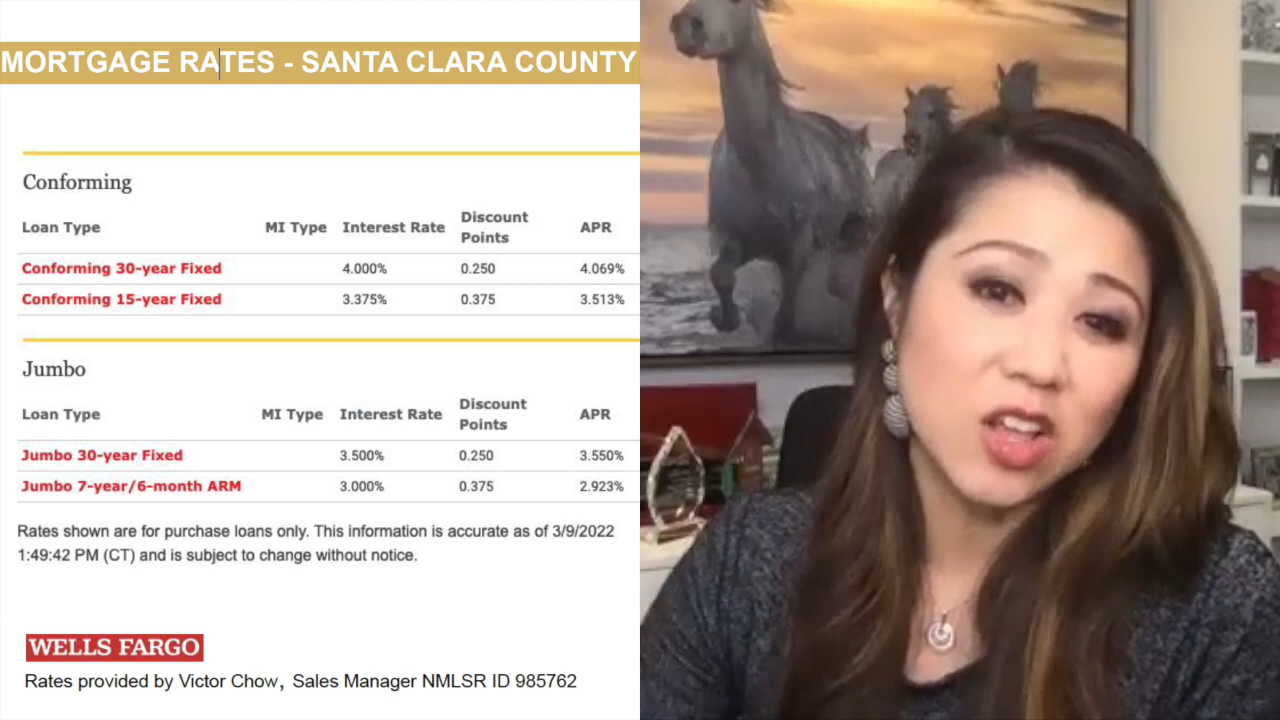 MORTGAGE RATES - SANTA CLARA COUNTY
Conforming
Loan Type MI Type Interest Rate Discount Points APR
Conforming 30-year Fixed 4.000% 0.250 4.069%
Conforming 15-year Fixed 3.375% 0.375 3.513%
Jumbo
Loan Type MI Type Interest Rate Discount Points APR
Jumbo 30-year Fixed 3.500% 0.250 3.550%
Jumbo 7-year/6-month ARM 3.000% 0.375 2.923%
Rates shown are for purchase loans only. This information is accurate as of 3/9/2022
1:49:42 PM (CT) and is subject to change without notice.
WELLS FARGO
Rates provided by Victor Chow, Sales Manager NMLSR ID 985762